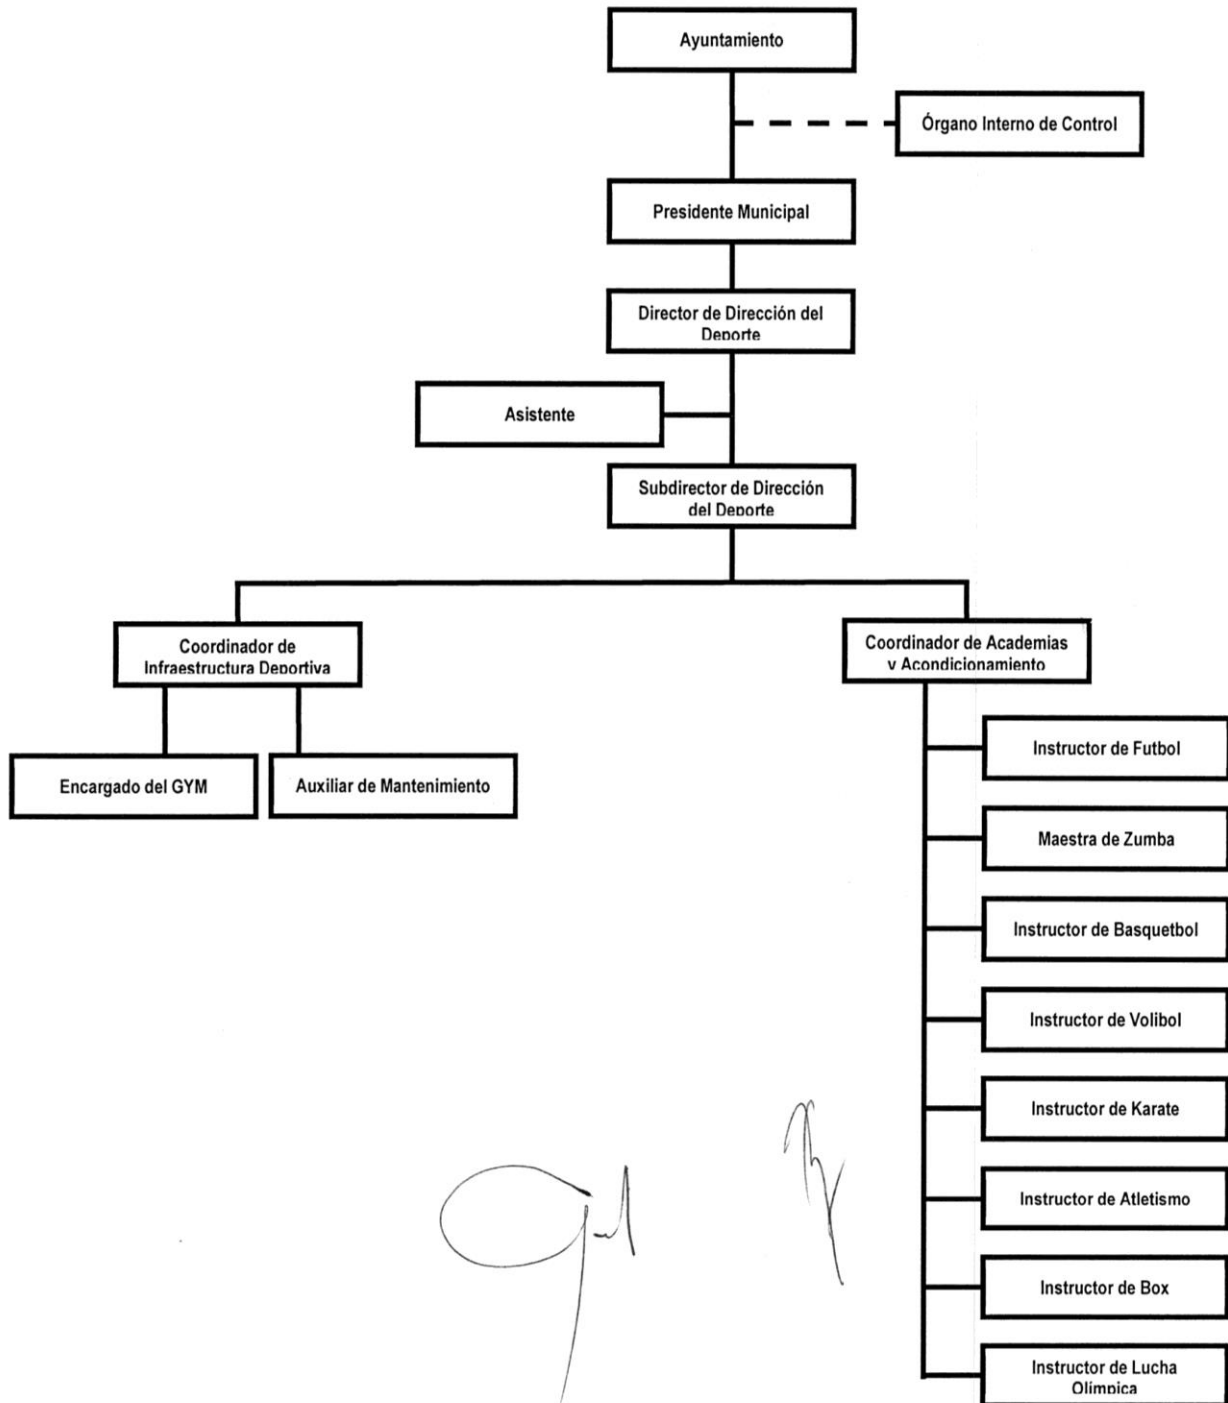 Ayuntamiento
Órgano Interno de Control
Presidente Municipal
Director de Dirección del
Deporte
Asistente
Subdirector de Dirección
del Deporte
Coordinador de
Infraestructura Deportiva
Coordinador de Academias
y Acondicionamiento
Encargado del GYM
Auxiliar de Mantenimiento
Instructor de Futbol
Maestra de Zumba
Instructor de Basquetbol
Instructor de Volibol
Instructor de Karate
Instructor de Atletismo
Instructor de Box
Instructor de Lucha
Olímpica